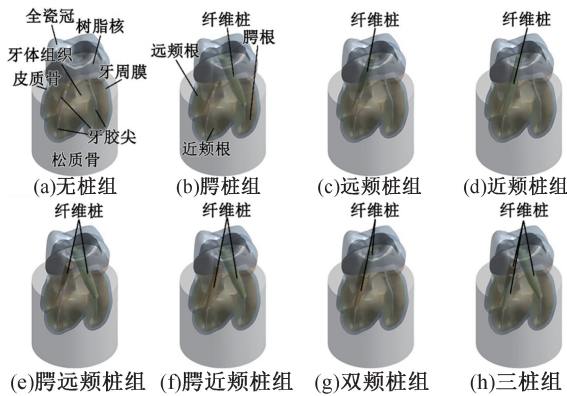 全瓷冠
树脂核
牙体组织
皮质骨
牙周膜
牙胶尖
松质骨
(a)无桩组
纤维桩
腭根
远颊根
近颊根
(b)腭桩组
纤维桩
(c)远颊桩组
纤维桩
(d)近颊桩组
纤维桩
(e)腭远颊桩组
纤维桩
(f)腭近颊桩组
纤维桩
(g)双颊桩组
纤维桩
(h)三桩组